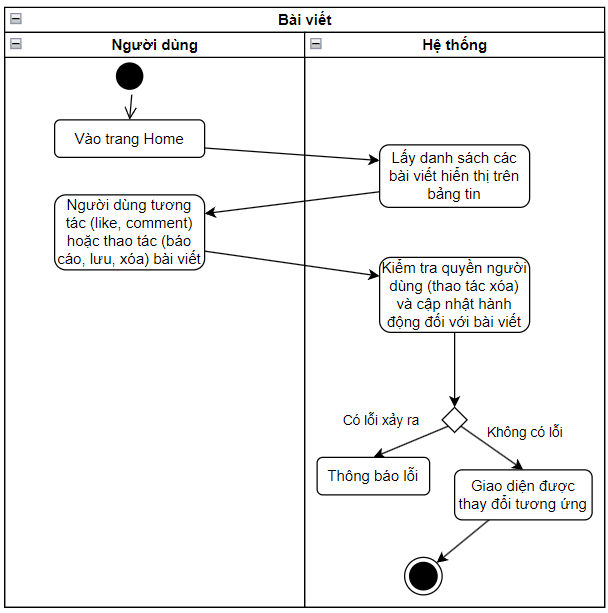 Bài viết
Người dùng
Hệ thống
Vào trang Home
Lấy danh sách các
bài viết hiển thị trên
bảng tin
Người dùng tương
tác (like, comment)
hoặc thao tác (báo
cáo, lưu, xóa) bài viết
Kiểm tra quyền người
dùng (thao tác xóa)
và cập nhật hành
động đối với bài viết
Có lỗi xảy ra
Không có lỗi
Thông báo lỗi
Giao diện được
thay đổi tương ứng